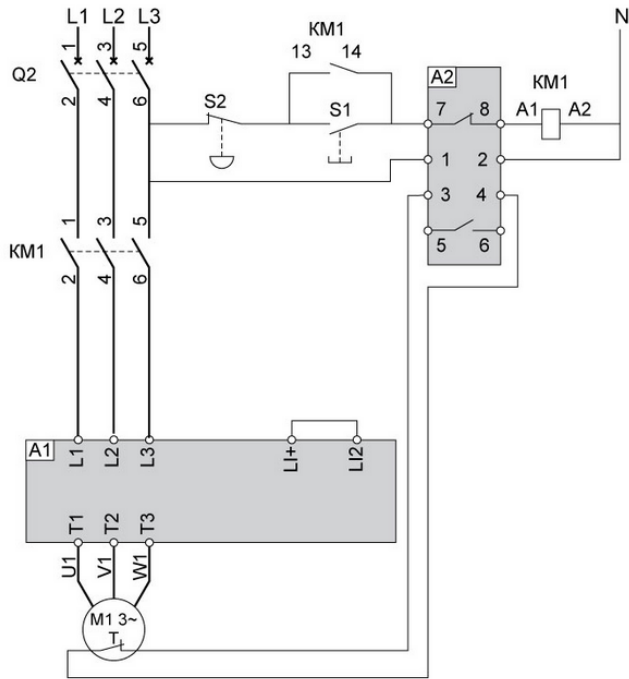 L1 L2 L3 N
1 3 5
Q2
2 4 6
KM1
13 14
S2 S1
A2
7 8
1 2
3 4
5 6
KM1
A1 A2
1 3 5
KM1
2 4 6
A1
L1 L2 L3 LI+ LI2
T1 T2 T3
U1 V1 W1
M1 3~
T